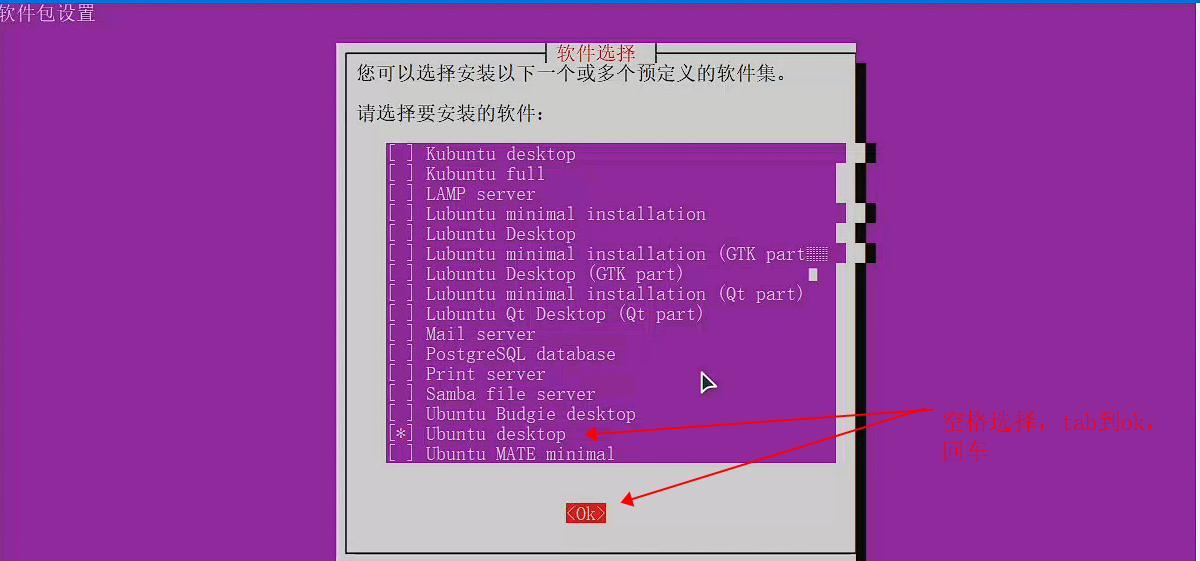 软件包设置
软件选择
您可以选择安装以下一个或多个预定义的软件集。
请选择要安装的软件:
[ ] Kubuntu desktop
[ ] Kubuntu full
[ ] LAMP server
[ ] Lubuntu minimal installation
[ ] Lubuntu Desktop
[ ] Lubuntu minimal installation (GTK part
[ ] Lubuntu Desktop (GTK part)
[ ] Lubuntu minimal installation (Qt part)
[ ] Lubuntu Qt Desktop (Qt part)
[ ] Mail server
[ ] PostgreSQL database
[ ] Print server
[ ] Samba file server
[ ] Ubuntu Budgie desktop
[*] Ubuntu desktop
[ ] Ubuntu MATE minimal
空格选择，tab到ok，
回车
<Ok>